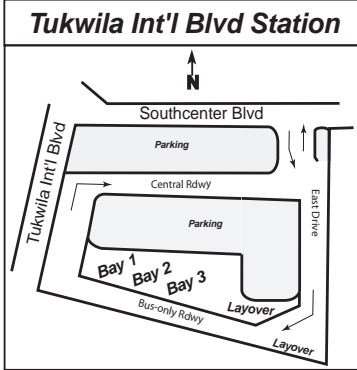 Tukwila Int'l Blvd Station
N
Southcenter Blvd
Parking
Tukwila Int'l Blvd
Central Rdwy
East Drive
Parking
Bay 1
Bay 2
Bay 3
Layover
Bus-only Rdwy
Layover